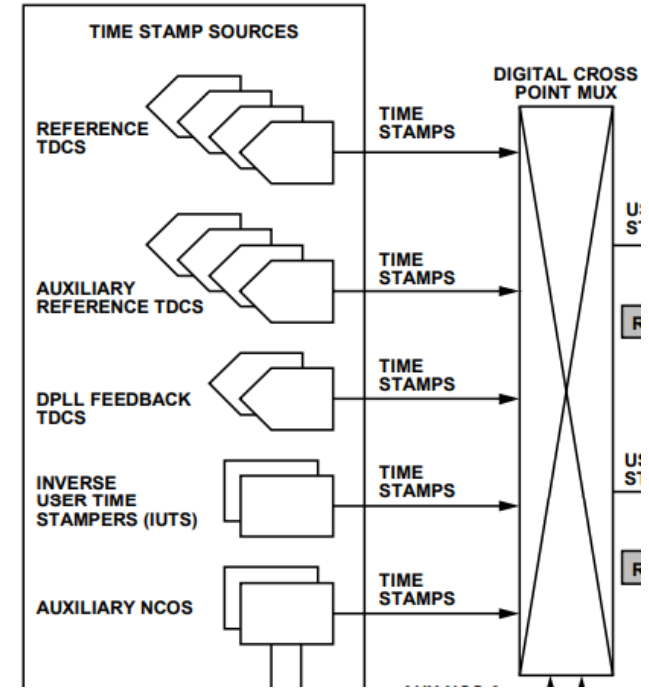 TIME STAMP SOURCES
DIGITAL CROSS
POINT MUX
REFERENCE
TDCS
TIME
STAMPS
AUXILIARY
REFERENCE TDCS
TIME
STAMPS
DPLL FEEDBACK
TDCS
TIME
STAMPS
INVERSE
USER TIME
STAMPERS (IUTS)
TIME
STAMPS
AUXILIARY NCOS
TIME
STAMPS